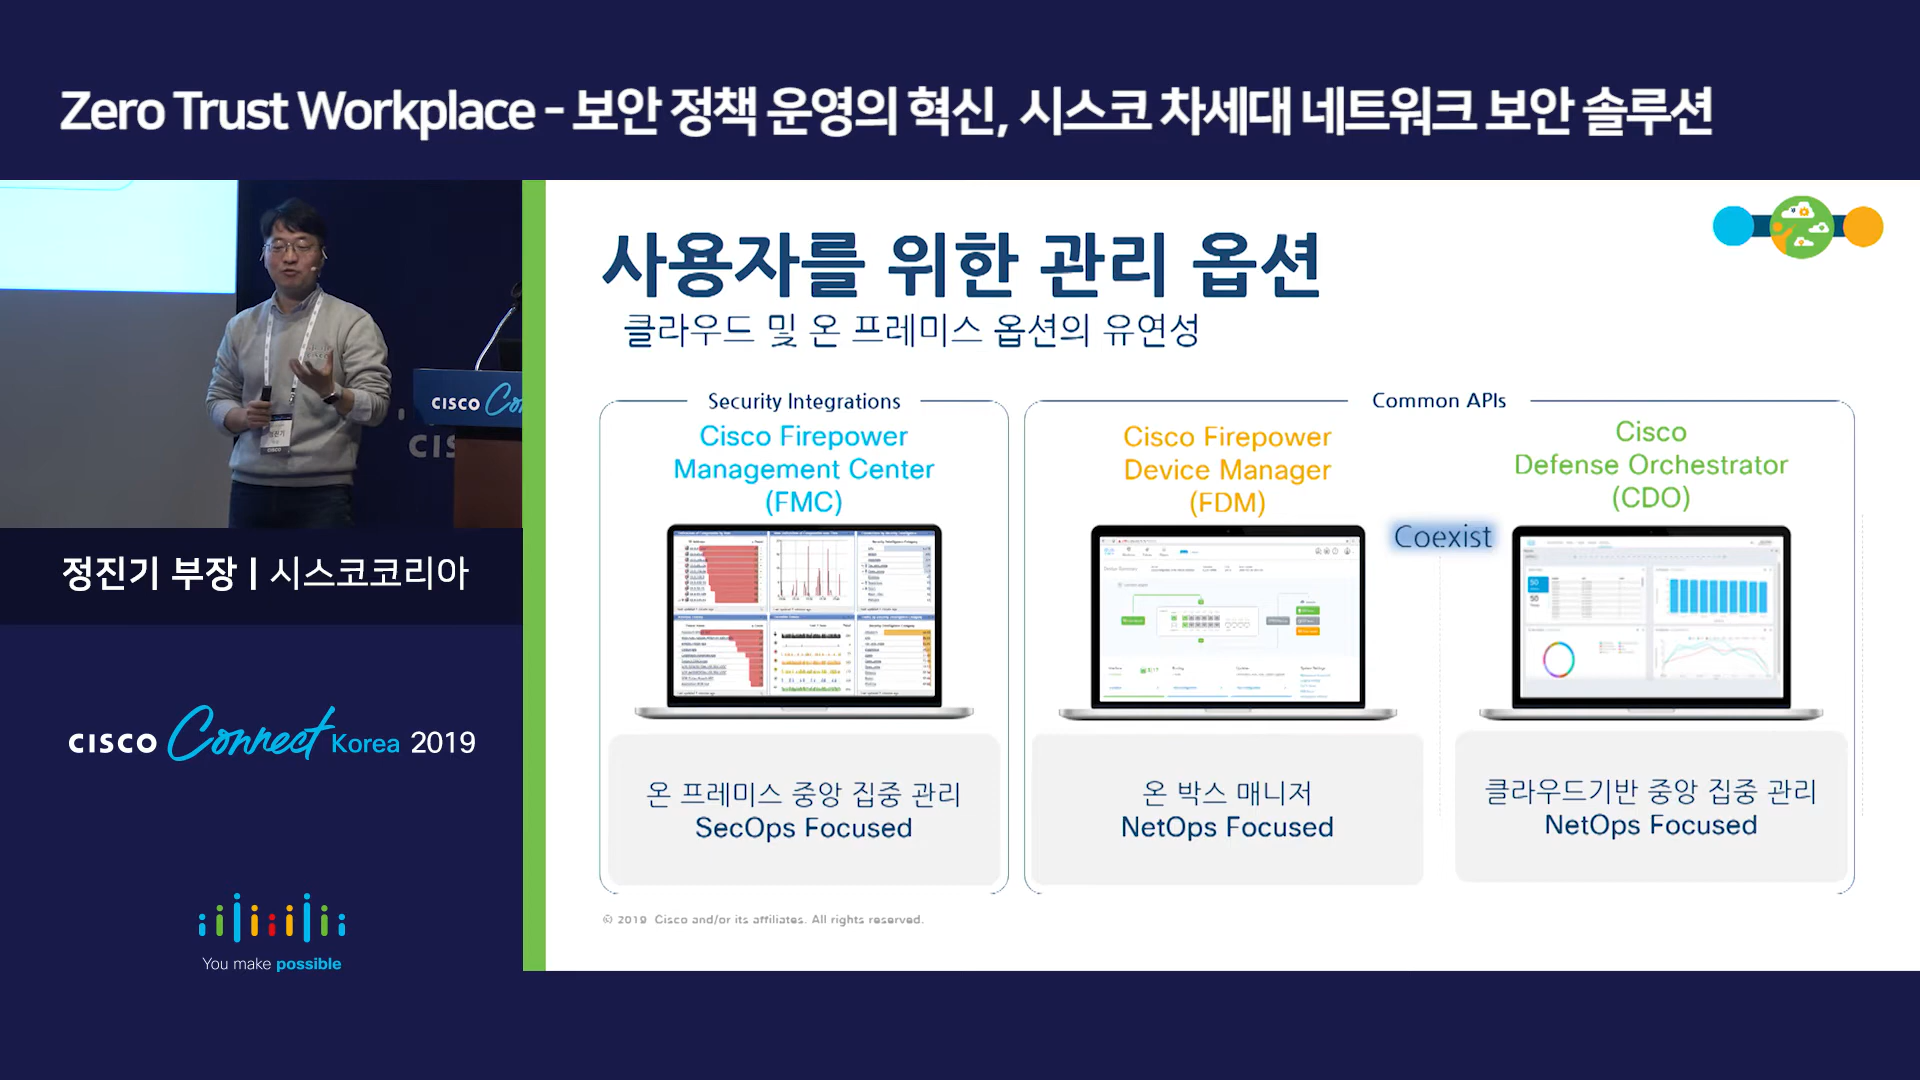 Zero Trust Workplace - 보안 정책 운영의 혁신, 시스코 차세대 네트워크 보안 솔루션
CISCO Co
CIS
정진기
정진기 부장 | 시스코코리아
CISCO Connect Korea 2019
You make possible
사용자를 위한 관리 옵션
클라우드 및 온 프레미스 옵션의 유연성
Security Integrations
Cisco Firepower
Management Center
(FMC)
온 프레미스 중앙 집중 관리
SecOps Focused
Common APIs
Cisco Firepower
Device Manager
(FDM)
온 박스 매니저
NetOps Focused
Coexist
Cisco
Defense Orchestrator
(CDO)
클라우드기반 중앙 집중 관리
NetOps Focused
© 2019 Cisco and/or its affiliates. All rights reserved.